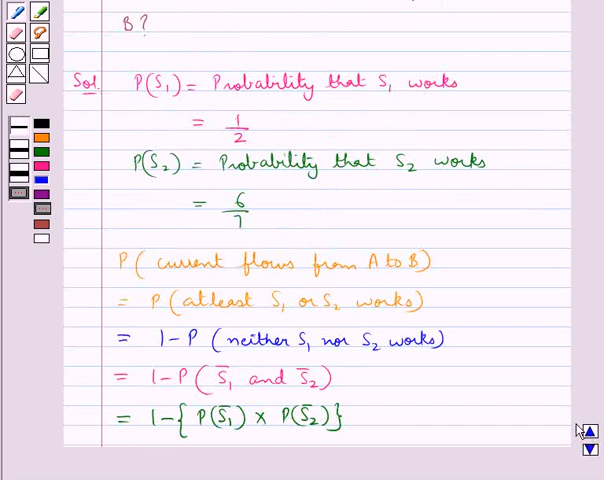 B?
Sol. P(S₁) = Probability that S₁ works
= 1/2
P(S₂) = Probability that S₂ works
= 6/7
P( current flows from A to B)
= P(atleast S₁ or S₂ works)
= 1-P (neither S₁ nor S₂ works)
= 1-P( S̅₁ and S̅₂)
= 1-{ P(S̅₁) × P(S̅₂)}